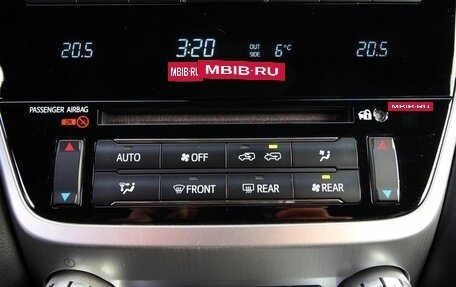 20.5
3:20
OUT SIDE 6°C
20.5
MBIB.RU
MBIB.RU
MBIB.RU
PASSENGER AIRBAG
ON
AUTO
OFF
FRONT
REAR
REAR